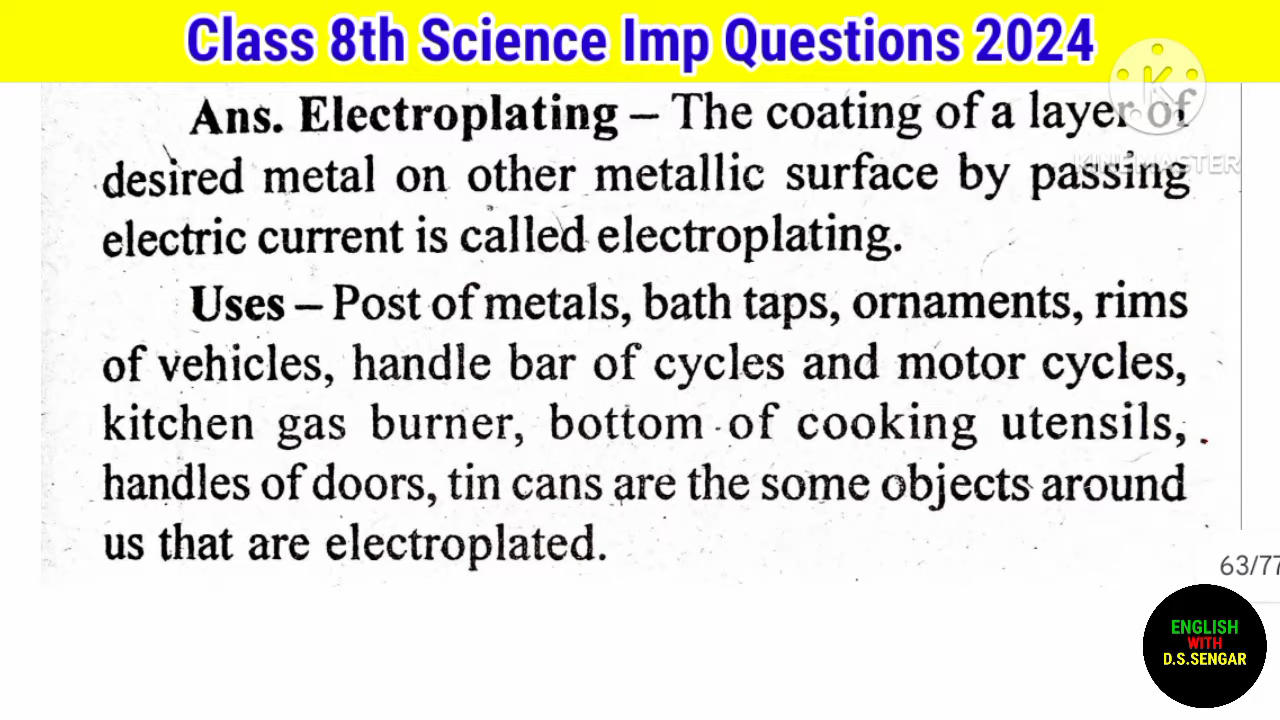 Class 8th Science Imp Questions 2024
Ans. Electroplating – The coating of a layer of
desired metal on other metallic surface by passing
electric current is called electroplating.
Uses – Post of metals, bath taps, ornaments, rims
of vehicles, handle bar of cycles and motor cycles,
kitchen gas burner, bottom of cooking utensils,
handles of doors, tin cans are the some objects around
us that are electroplated.
K
KINEMASTER
63/77
ENGLISH
WITH
D.S.SENGAR